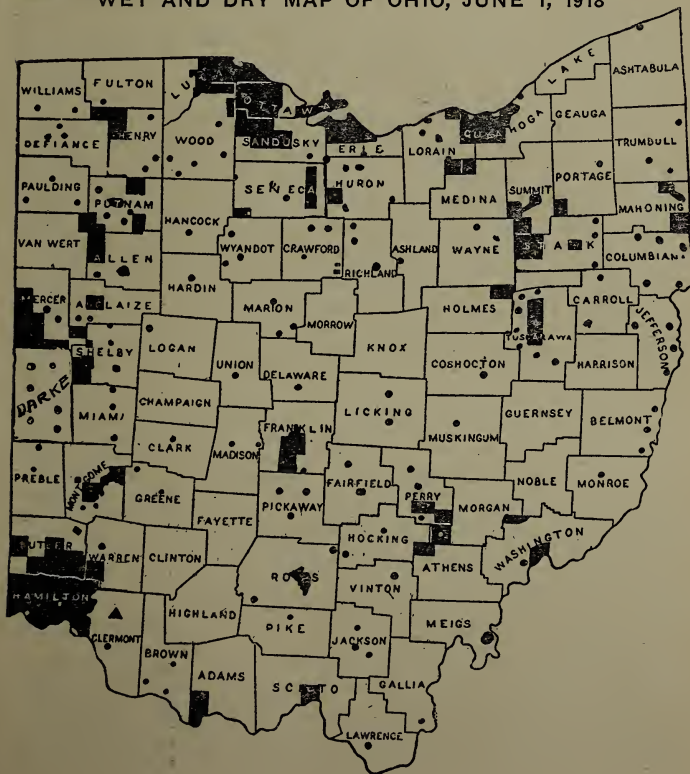 WET AND DRY MAP OF OHIO, JUNE 1, 1918
WILLIAMS
FULTON
LUCAS
OTTAWA
LAKE
ASHTABULA
DEFIANCE
HENRY
WOOD
SANDUSKY
ERIE
LORAIN
CUYAHOGA
GEAUGA
TRUMBULL
PAULDING
PUTNAM
SENECA
HURON
MEDINA
SUMMIT
PORTAGE
MAHONING
VAN WERT
ALLEN
HANCOCK
WYANDOT
CRAWFORD
RICHLAND
ASHLAND
WAYNE
STARK
COLUMBIAN
MERCER
AUGLAIZE
HARDIN
MARION
MORROW
HOLMES
TUSKARAWA
CARROLL
JEFFERSON
SHELBY
LOGAN
UNION
DELAWARE
KNOX
COSHOCTON
HARRISON
DARKE
MIAMI
CHAMPAIGN
LICKING
GUERNSEY
BELMONT
CLARK
MADISON
FRANKLIN
MUSKINGUM
PREBLE
MONTGOME
GREENE
FAYETTE
PICKAWAY
FAIRFIELD
PERRY
MORGAN
NOBLE
MONROE
BUTLER
WARREN
CLINTON
ROSS
HOCKING
ATHENS
WASHINGTON
HAMILTON
CLERMONT
HIGHLAND
VINTON
MEIGS
BROWN
ADAMS
PIKE
JACKSON
SCIOTO
GALLIA
LAWRENCE